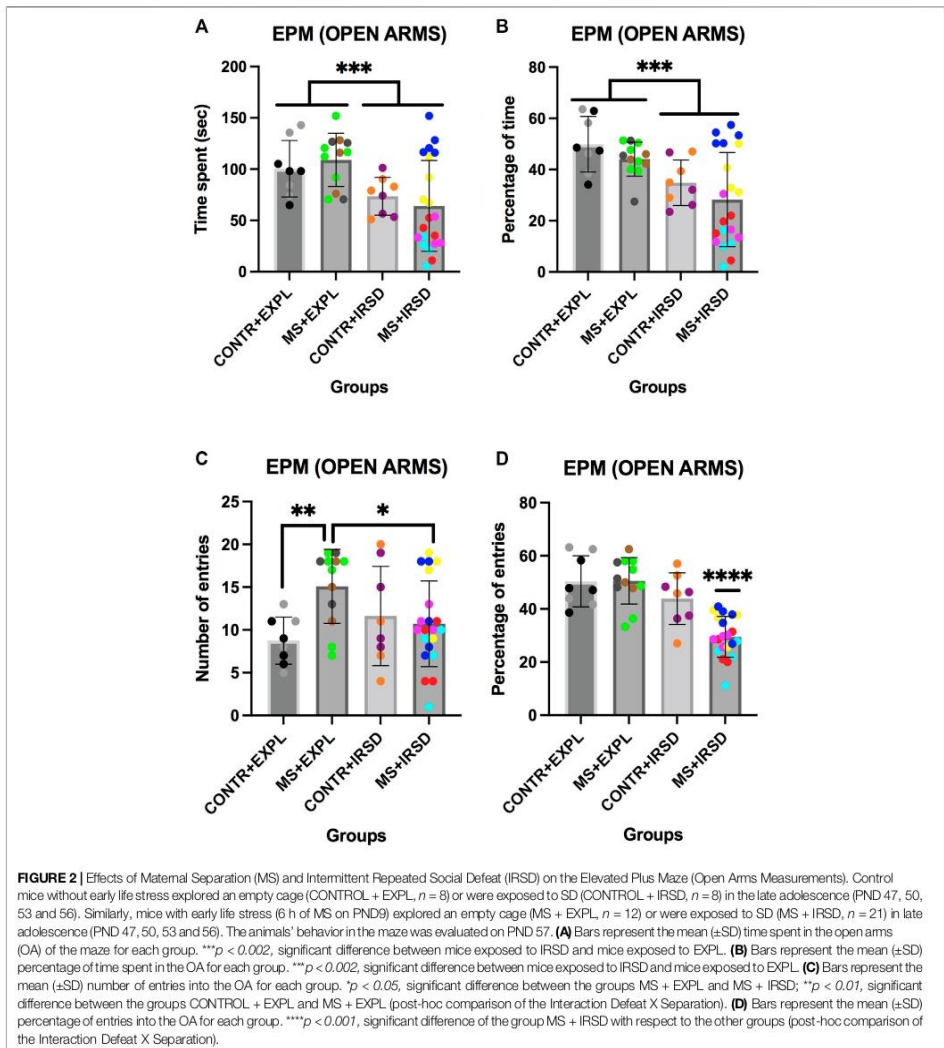 A
EPM (OPEN ARMS)
***
Time spent (sec)
200
150
100
50
0
CONTR+EXPL
MS+EXPL
CONTR+IRSD
MS+IRSD
Groups
B
EPM (OPEN ARMS)
***
Percentage of time
80
60
40
20
0
CONTR+EXPL
MS+EXPL
CONTR+IRSD
MS+IRSD
Groups
C
EPM (OPEN ARMS)
**
*
Number of entries
25
20
15
10
5
0
CONTR+EXPL
MS+EXPL
CONTR+IRSD
MS+IRSD
Groups
D
EPM (OPEN ARMS)
****
Percentage of entries
80
60
40
20
0
CONTR+EXPL
MS+EXPL
CONTR+IRSD
MS+IRSD
Groups
FIGURE 2 | Effects of Maternal Separation (MS) and Intermittent Repeated Social Defeat (IRSD) on the Elevated Plus Maze (Open Arms Measurements). Control
mice without early life stress explored an empty cage (CONTROL + EXPL, n = 8) or were exposed to SD (CONTROL + IRSD, n = 8) in the late adolescence (PND 47, 50,
53 and 56). Similarly, mice with early life stress (6 h of MS on PND9) explored an empty cage (MS + EXPL, n = 12) or were exposed to SD (MS + IRSD, n = 21) in late
adolescence (PND 47, 50, 53 and 56). The animals' behavior in the maze was evaluated on PND 57. (A) Bars represent the mean (±SD) time spent in the open arms
(OA) of the maze for each group. ***p < 0.002, significant difference between mice exposed to IRSD and mice exposed to EXPL. (B) Bars represent the mean (±SD)
percentage of time spent in the OA for each group. ***p < 0.002, significant difference between mice exposed to IRSD and mice exposed to EXPL. (C) Bars represent the
mean (±SD) number of entries into the OA for each group. *p < 0.05, significant difference between the groups MS + EXPL and MS + IRSD; **p < 0.01, significant
difference between the groups CONTROL + EXPL and MS + EXPL (post-hoc comparison of the Interaction Defeat X Separation). (D) Bars represent the mean (±SD)
percentage of entries into the OA for each group. ****p < 0.001, significant difference of the group MS + IRSD with respect to the other groups (post-hoc comparison of
the Interaction Defeat X Separation).